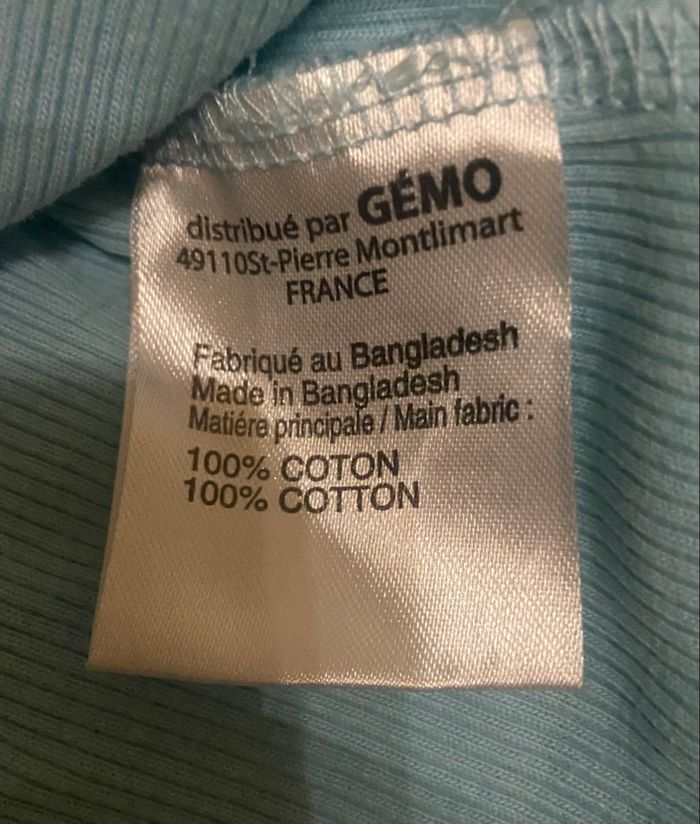 distribué par GÉMO
49110St-Pierre Montlimart
FRANCE
Fabriqué au Bangladesh
Made in Bangladesh
Matiére principale / Main fabric :
100% COTON
100% COTTON